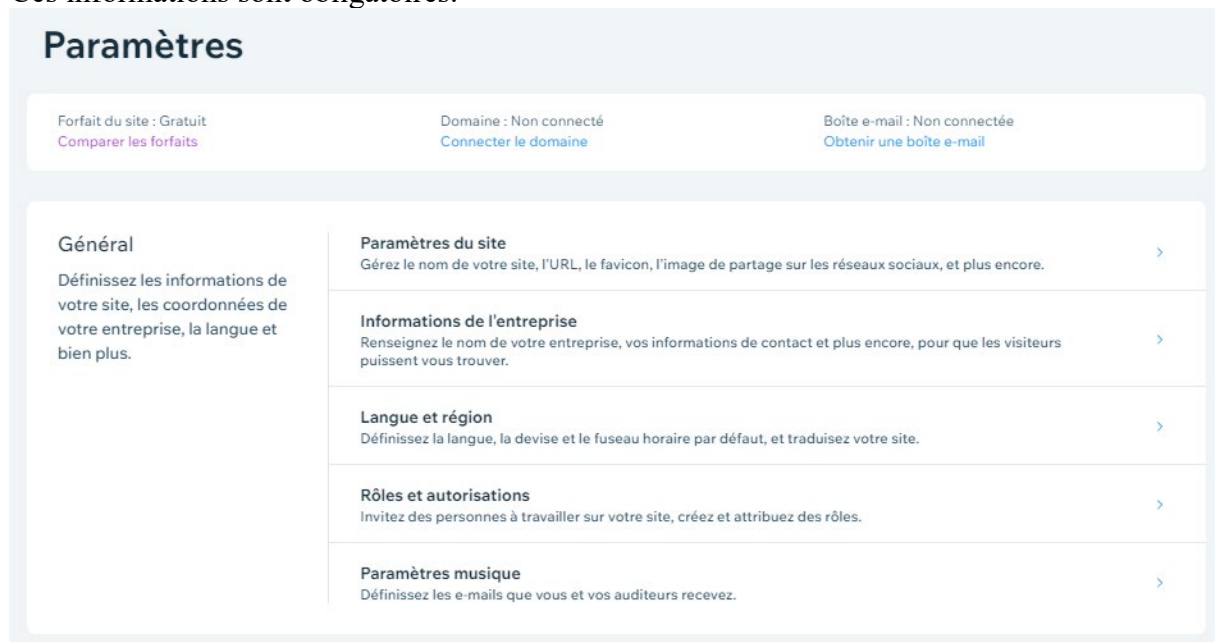 Ces informations sont obligatoires.
Paramètres
Forfait du site : Gratuit
Comparer les forfaits
Domaine : Non connecté
Connecter le domaine
Boîte e-mail : Non connectée
Obtenir une boîte e-mail
Général
Définissez les informations de
votre site, les coordonnées de
votre entreprise, la langue et
bien plus.
Paramètres du site
Gérez le nom de votre site, l'URL, le favicon, l'image de partage sur les réseaux sociaux, et plus encore.
Informations de l'entreprise
Renseignez le nom de votre entreprise, vos informations de contact et plus encore, pour que les visiteurs
puissent vous trouver.
Langue et région
Définissez la langue, la devise et le fuseau horaire par défaut, et traduisez votre site.
Rôles et autorisations
Invitez des personnes à travailler sur votre site, créez et attribuez des rôles.
Paramètres musique
Définissez les e-mails que vous et vos auditeurs recevez.